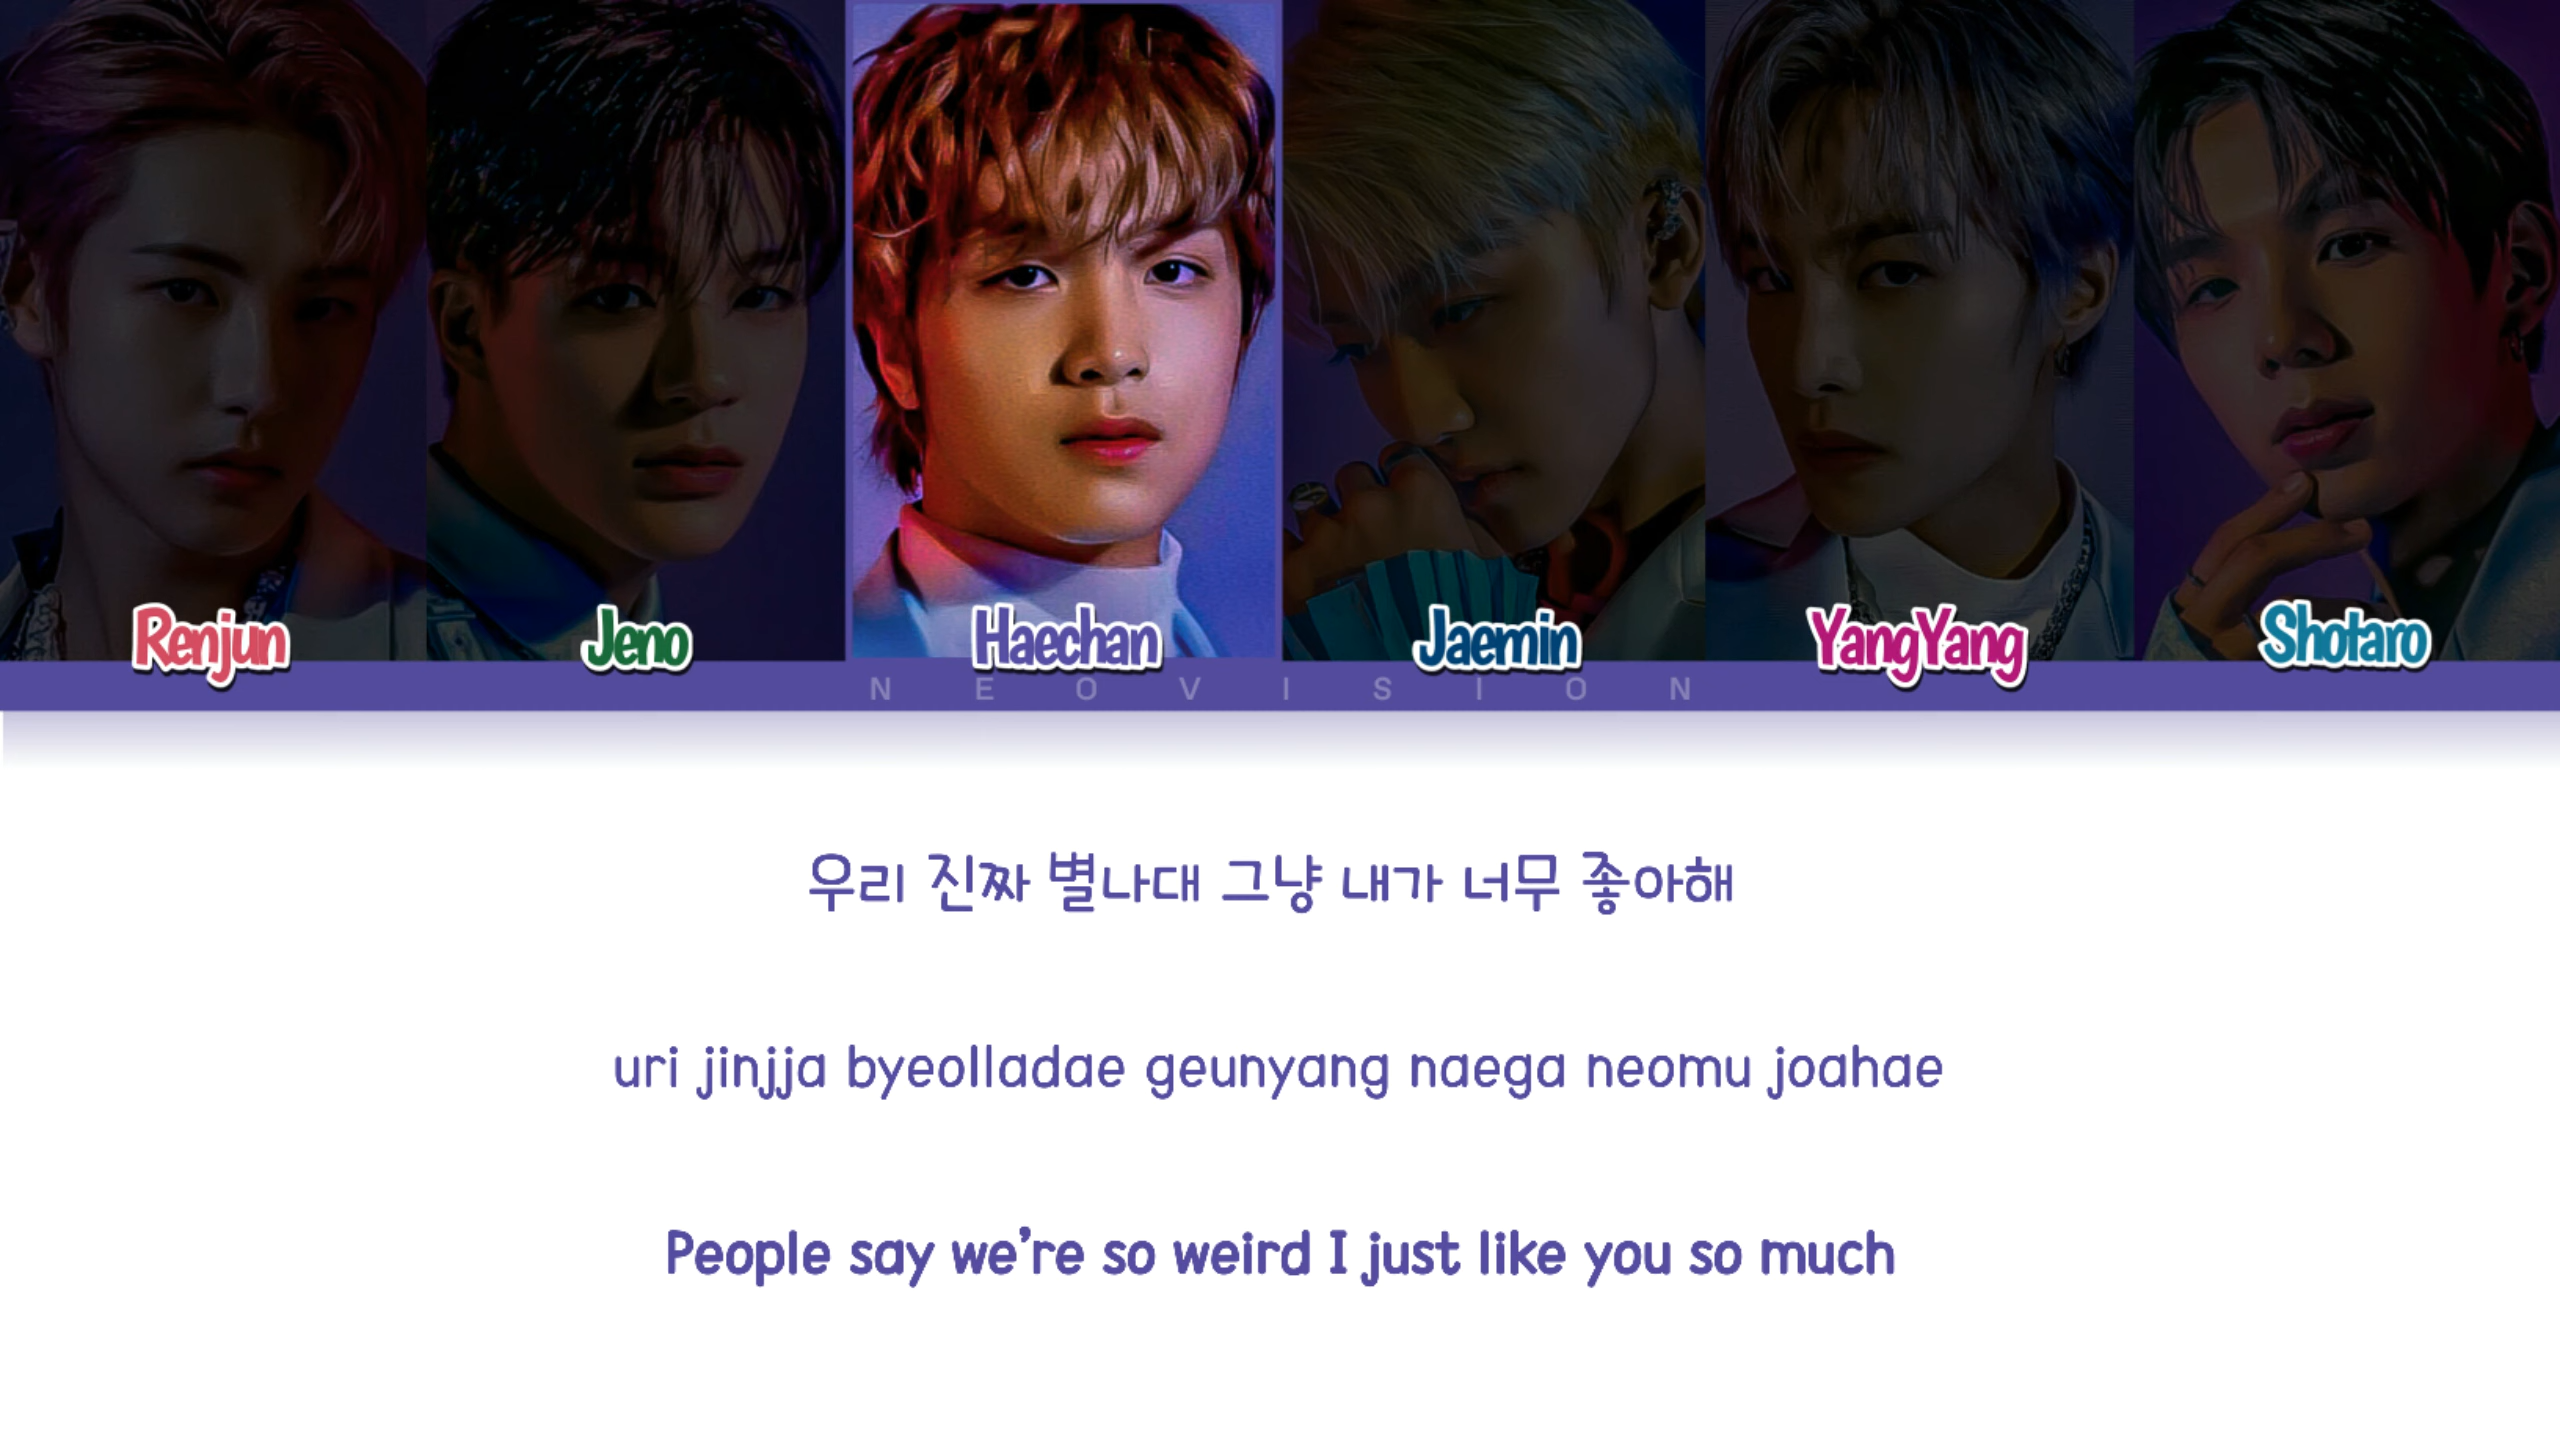 Renjun
Jeno
Haechan
Jaemin
YangYang
Shotaro
NEOVISION
우리 진짜 별나대 그냥 내가 너무 좋아해
uri jinjja byeolladae geunyang naega neomu joahae
People say we’re so weird I just like you so much